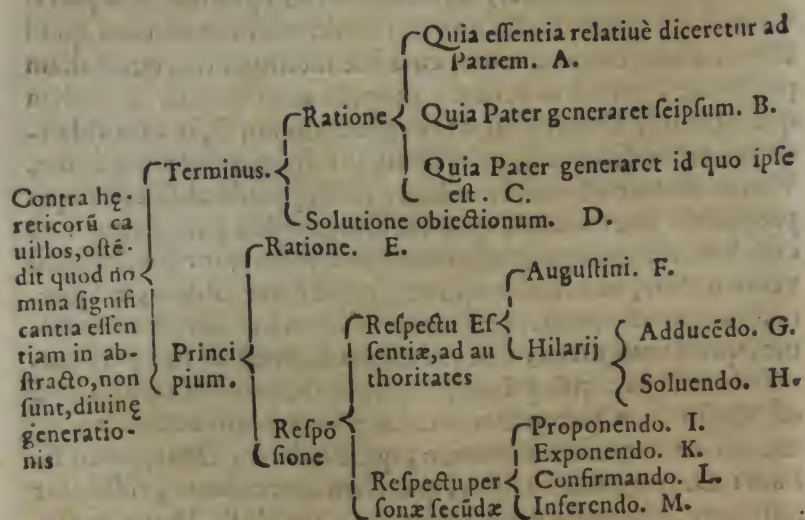 Contra hę-
reticorũ ca
uillos,oſtẽ-
dit quod no
mina ſignifi
cantia eſſen
tiam in ab-
ſtracto,non
ſunt,diuinę
generatio-
nis
Terminus.
Ratione
Quia eſſentia relatiuè diceretur ad
Patrem. A.
Quia Pater generaret ſeipſum. B.
Quia Pater generaret id quo ipſe
eſt . C.
Solutione obiectionum. D.
Princi
pium.
Ratione. E.
Reſpõ
ſione
Reſpectu Eſ
ſentiæ,ad au
thoritates
Auguſtini. F.
Hilarij
Adducẽdo. G.
Soluendo. H.
Reſpectu per
ſonæ ſecũdæ
Proponendo. I.
Exponendo. K.
Confirmando. L.
Inferendo. M.